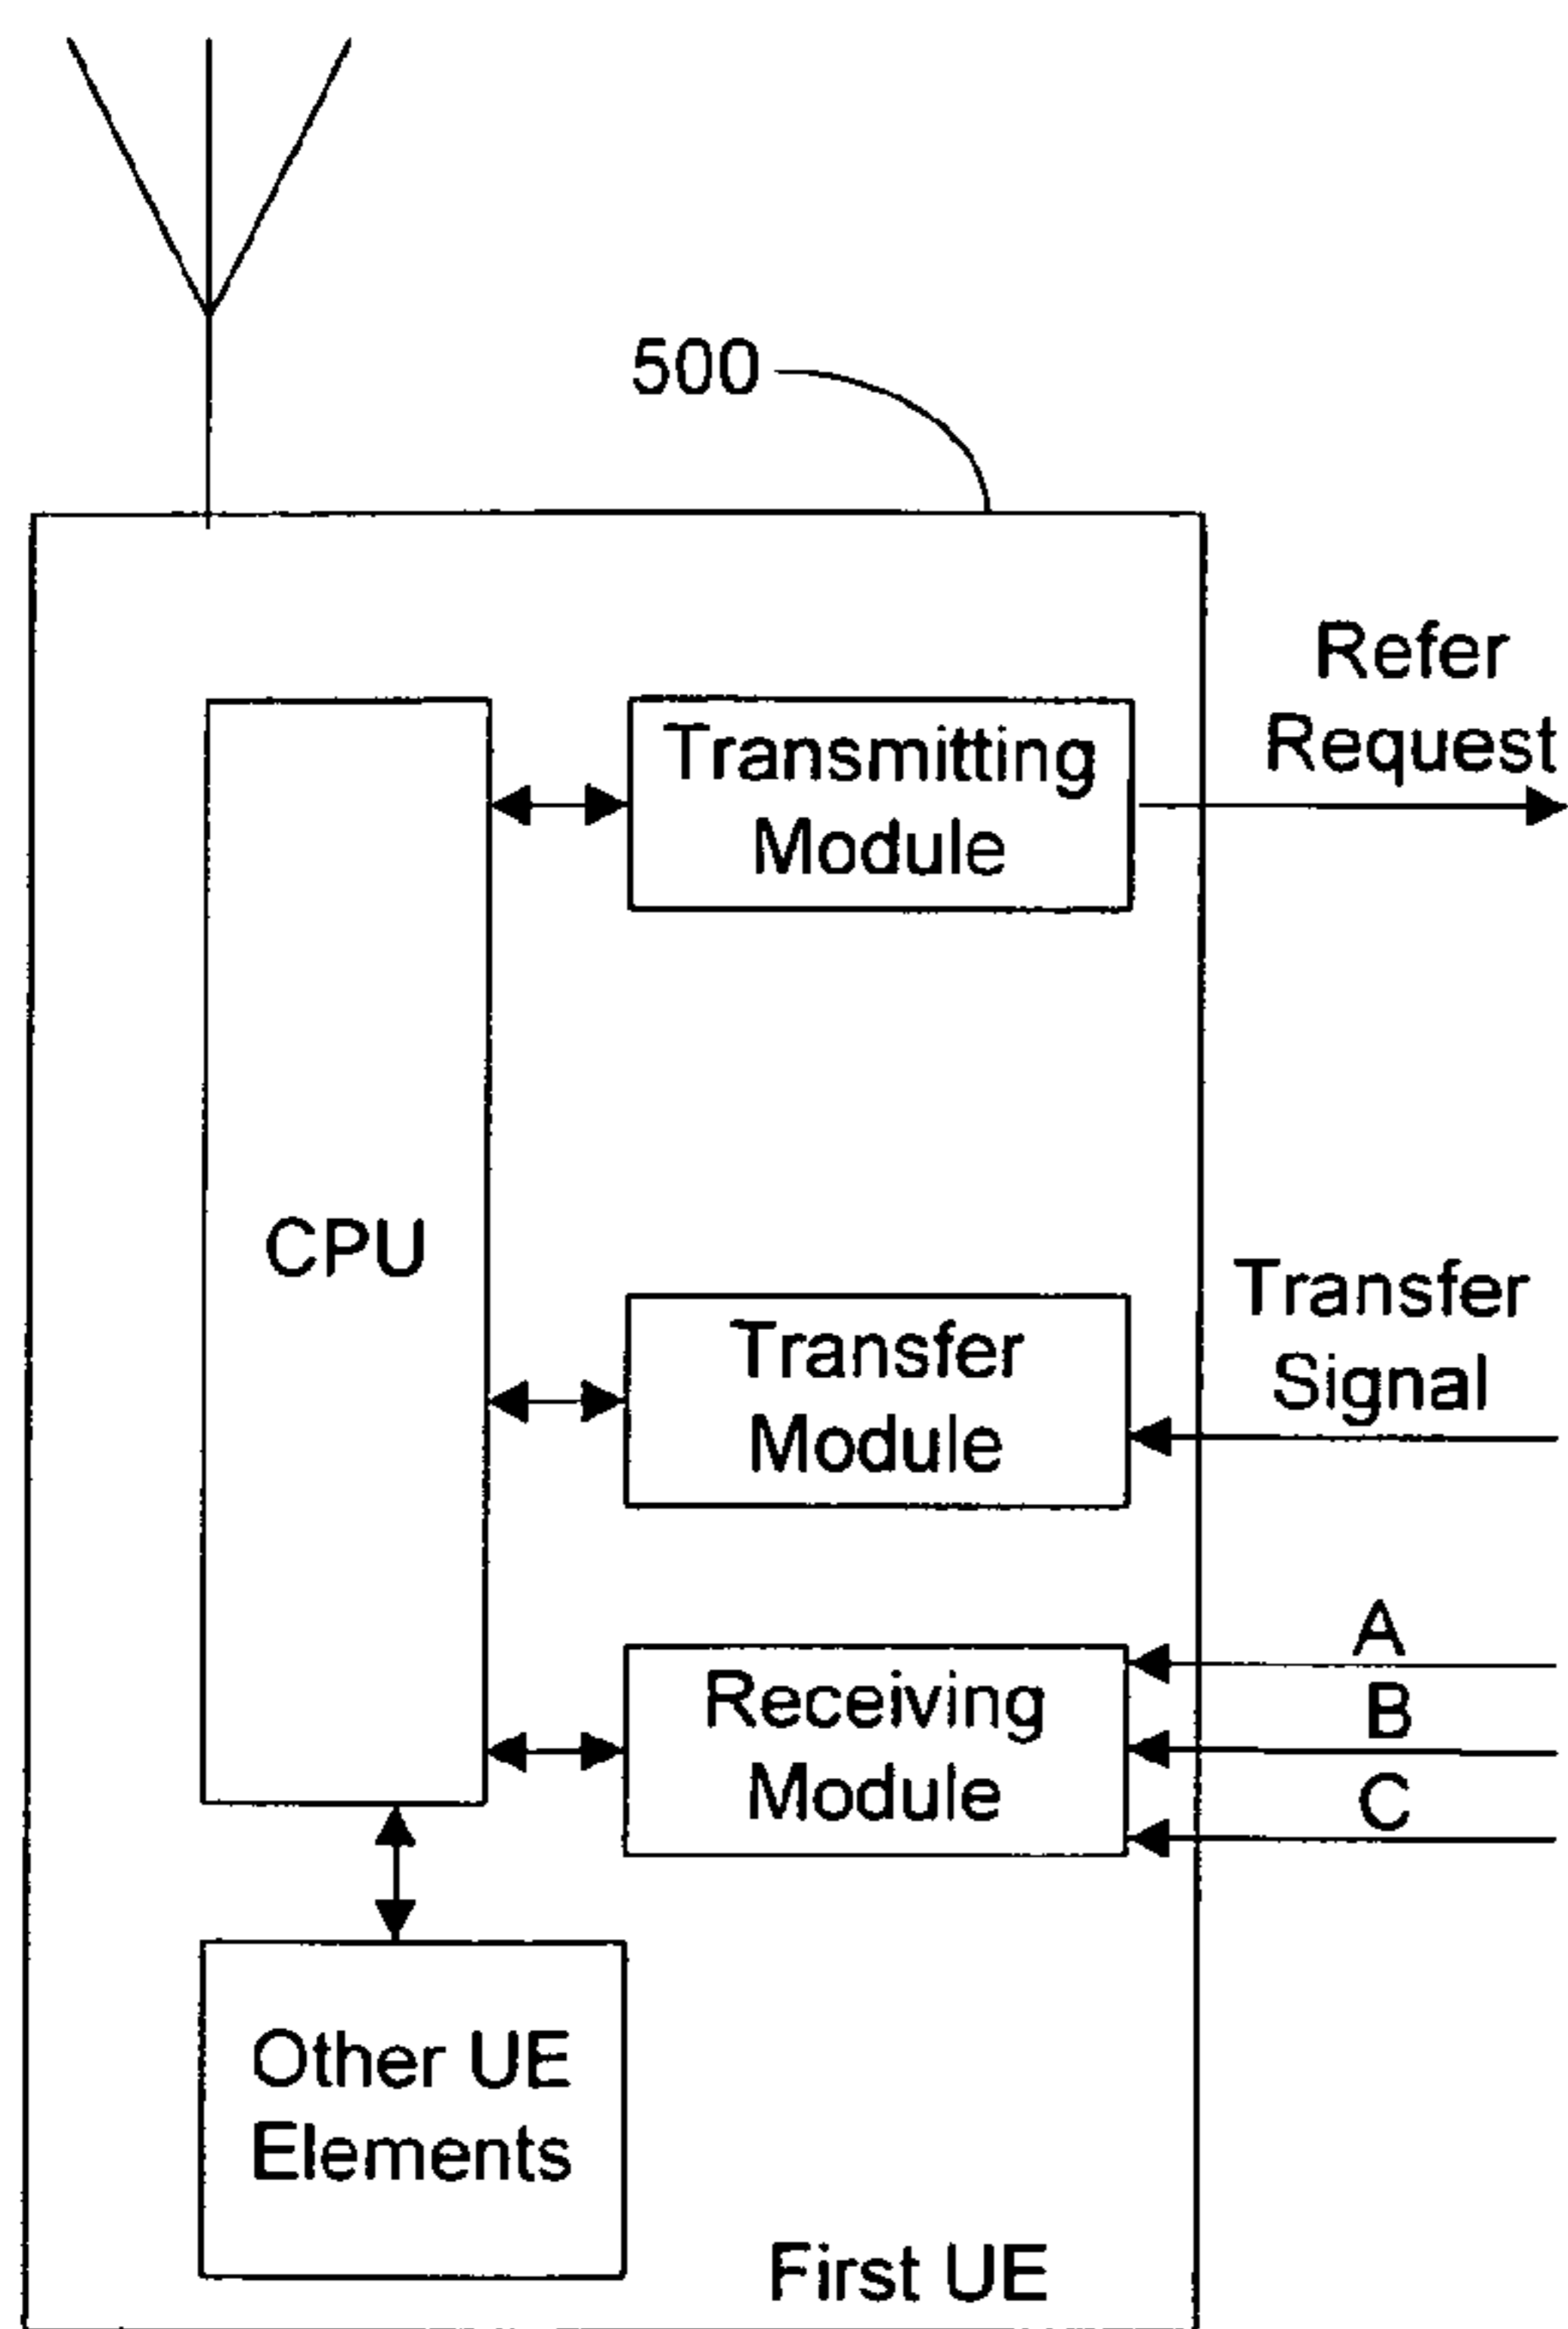 500
Refer
Request
Transmitting
Module
CPU
Transfer
Signal
Transfer
Module
A
B
C
Receiving
Module
Other UE
Elements
First UE